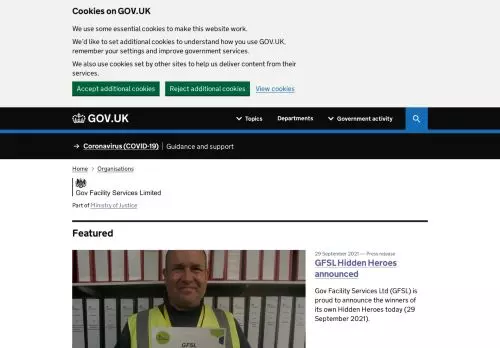 Cookies on GOV.UK
We use some essential cookies to make this website work.
We'd like to set additional cookies to understand how you use GOV.UK,
remember your settings and improve government services.
We also use cookies set by other sites to help us deliver content from their
services.
Accept additional cookies Reject additional cookies View cookies
GOV.UK Topics Departments Government activity
→ Coronavirus (COVID-19) Guidance and support
Home > Organisations
Gov Facility Services Limited
Part of Ministry of Justice
Featured
29 September 2021 — Press release
GFSL Hidden Heroes
announced
Gov Facility Services Ltd (GFSL) is
proud to announce the winners of
its own Hidden Heroes today (29
September 2021).
GFSL